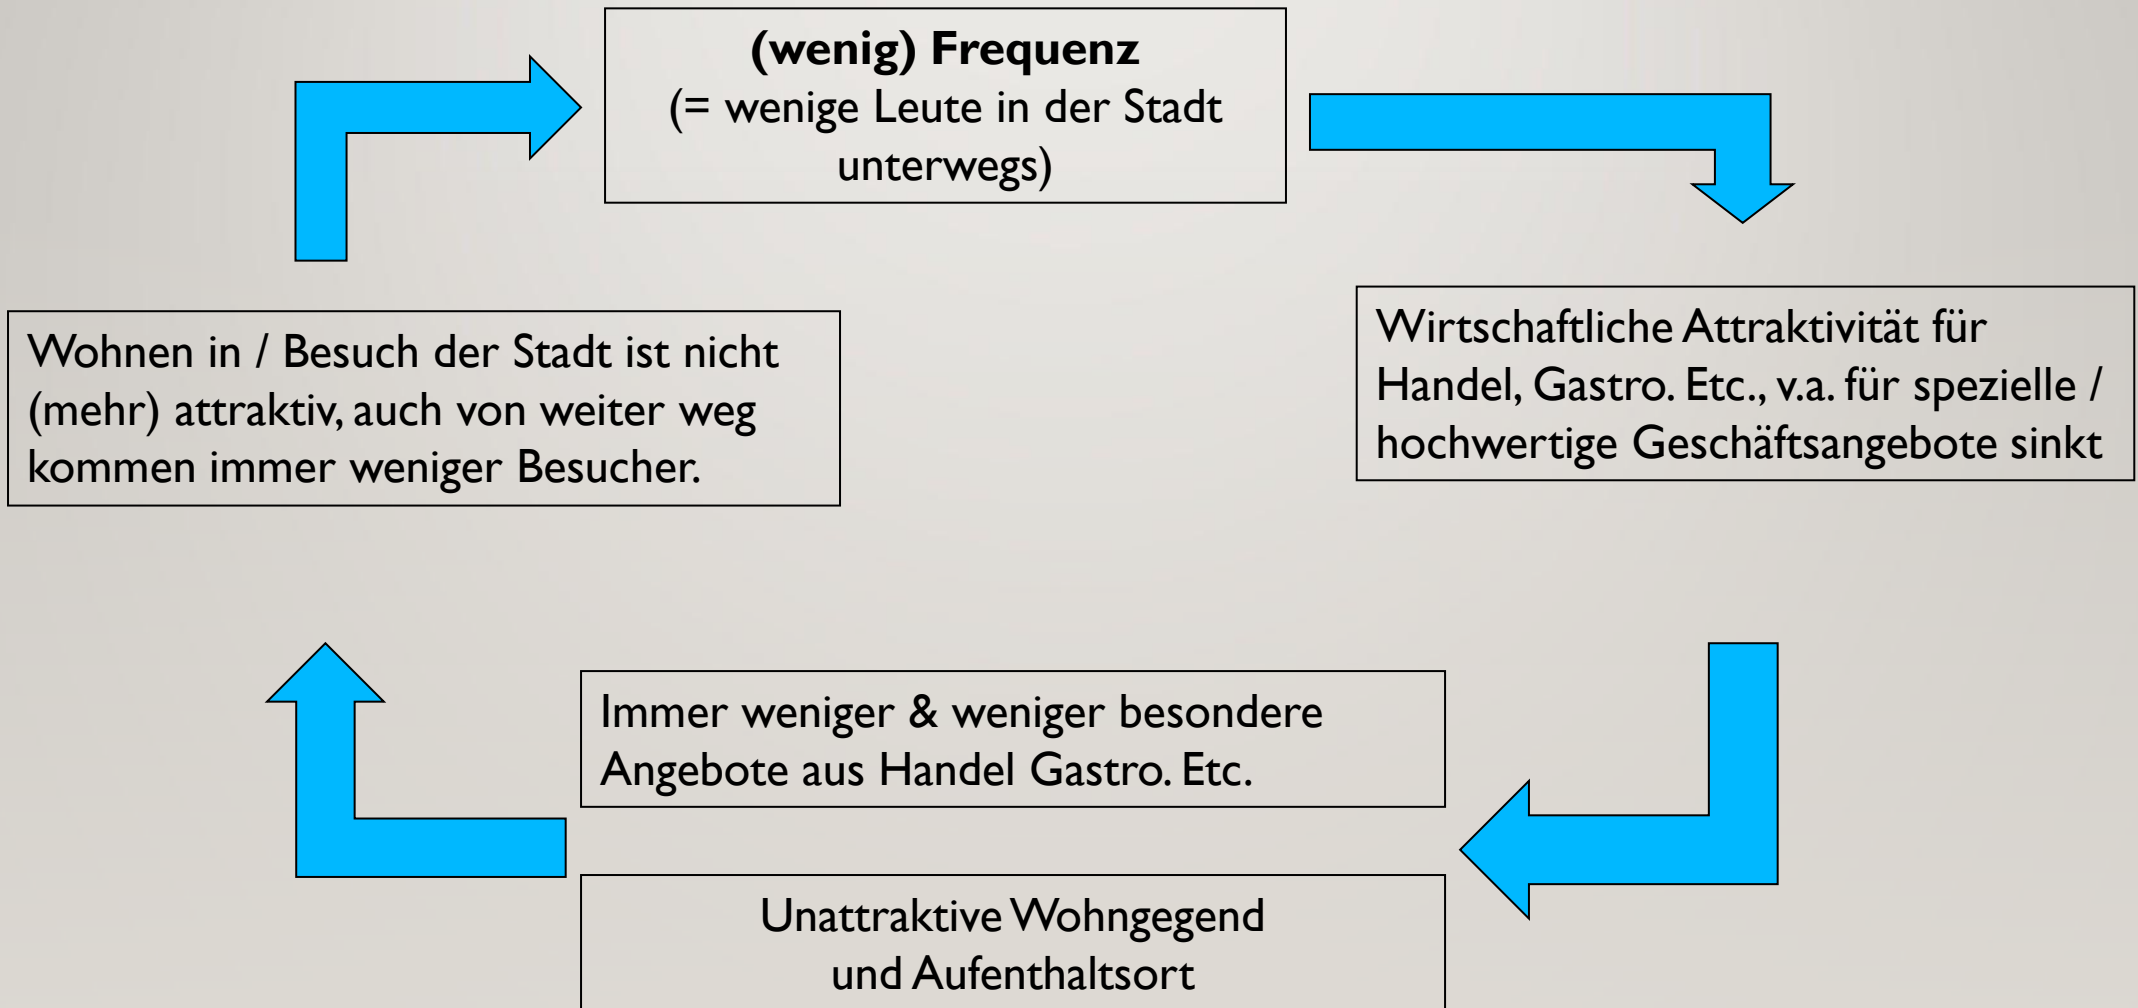 (wenig) Frequenz
(= wenige Leute in der Stadt
unterwegs)
Wohnen in / Besuch der Stadt ist nicht
(mehr) attraktiv, auch von weiter weg
kommen immer weniger Besucher.
Wirtschaftliche Attraktivität für
Handel, Gastro. Etc., v.a. für spezielle /
hochwertige Geschäftsangebote sinkt
Immer weniger & weniger besondere
Angebote aus Handel Gastro. Etc.
Unattraktive Wohngegend
und Aufenthaltsort